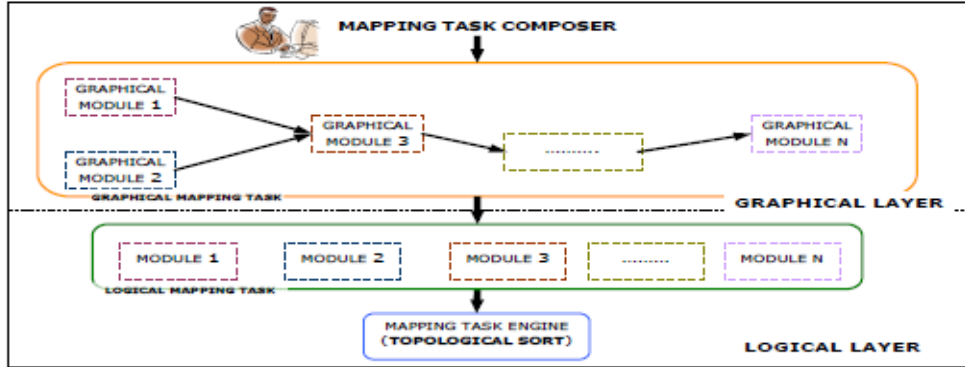 MAPPING TASK COMPOSER
GRAPHICAL
MODULE 1
GRAPHICAL
MODULE 2
GRAPHICAL
MODULE 3
.........
GRAPHICAL
MODULE N
GRAPHICAL MAPPING TASK
GRAPHICAL LAYER
MODULE 1
MODULE 2
MODULE 3
.........
MODULE N
LOGICAL MAPPING TASK
MAPPING TASK ENGINE
(TOPOLOGICAL SORT)
LOGICAL LAYER